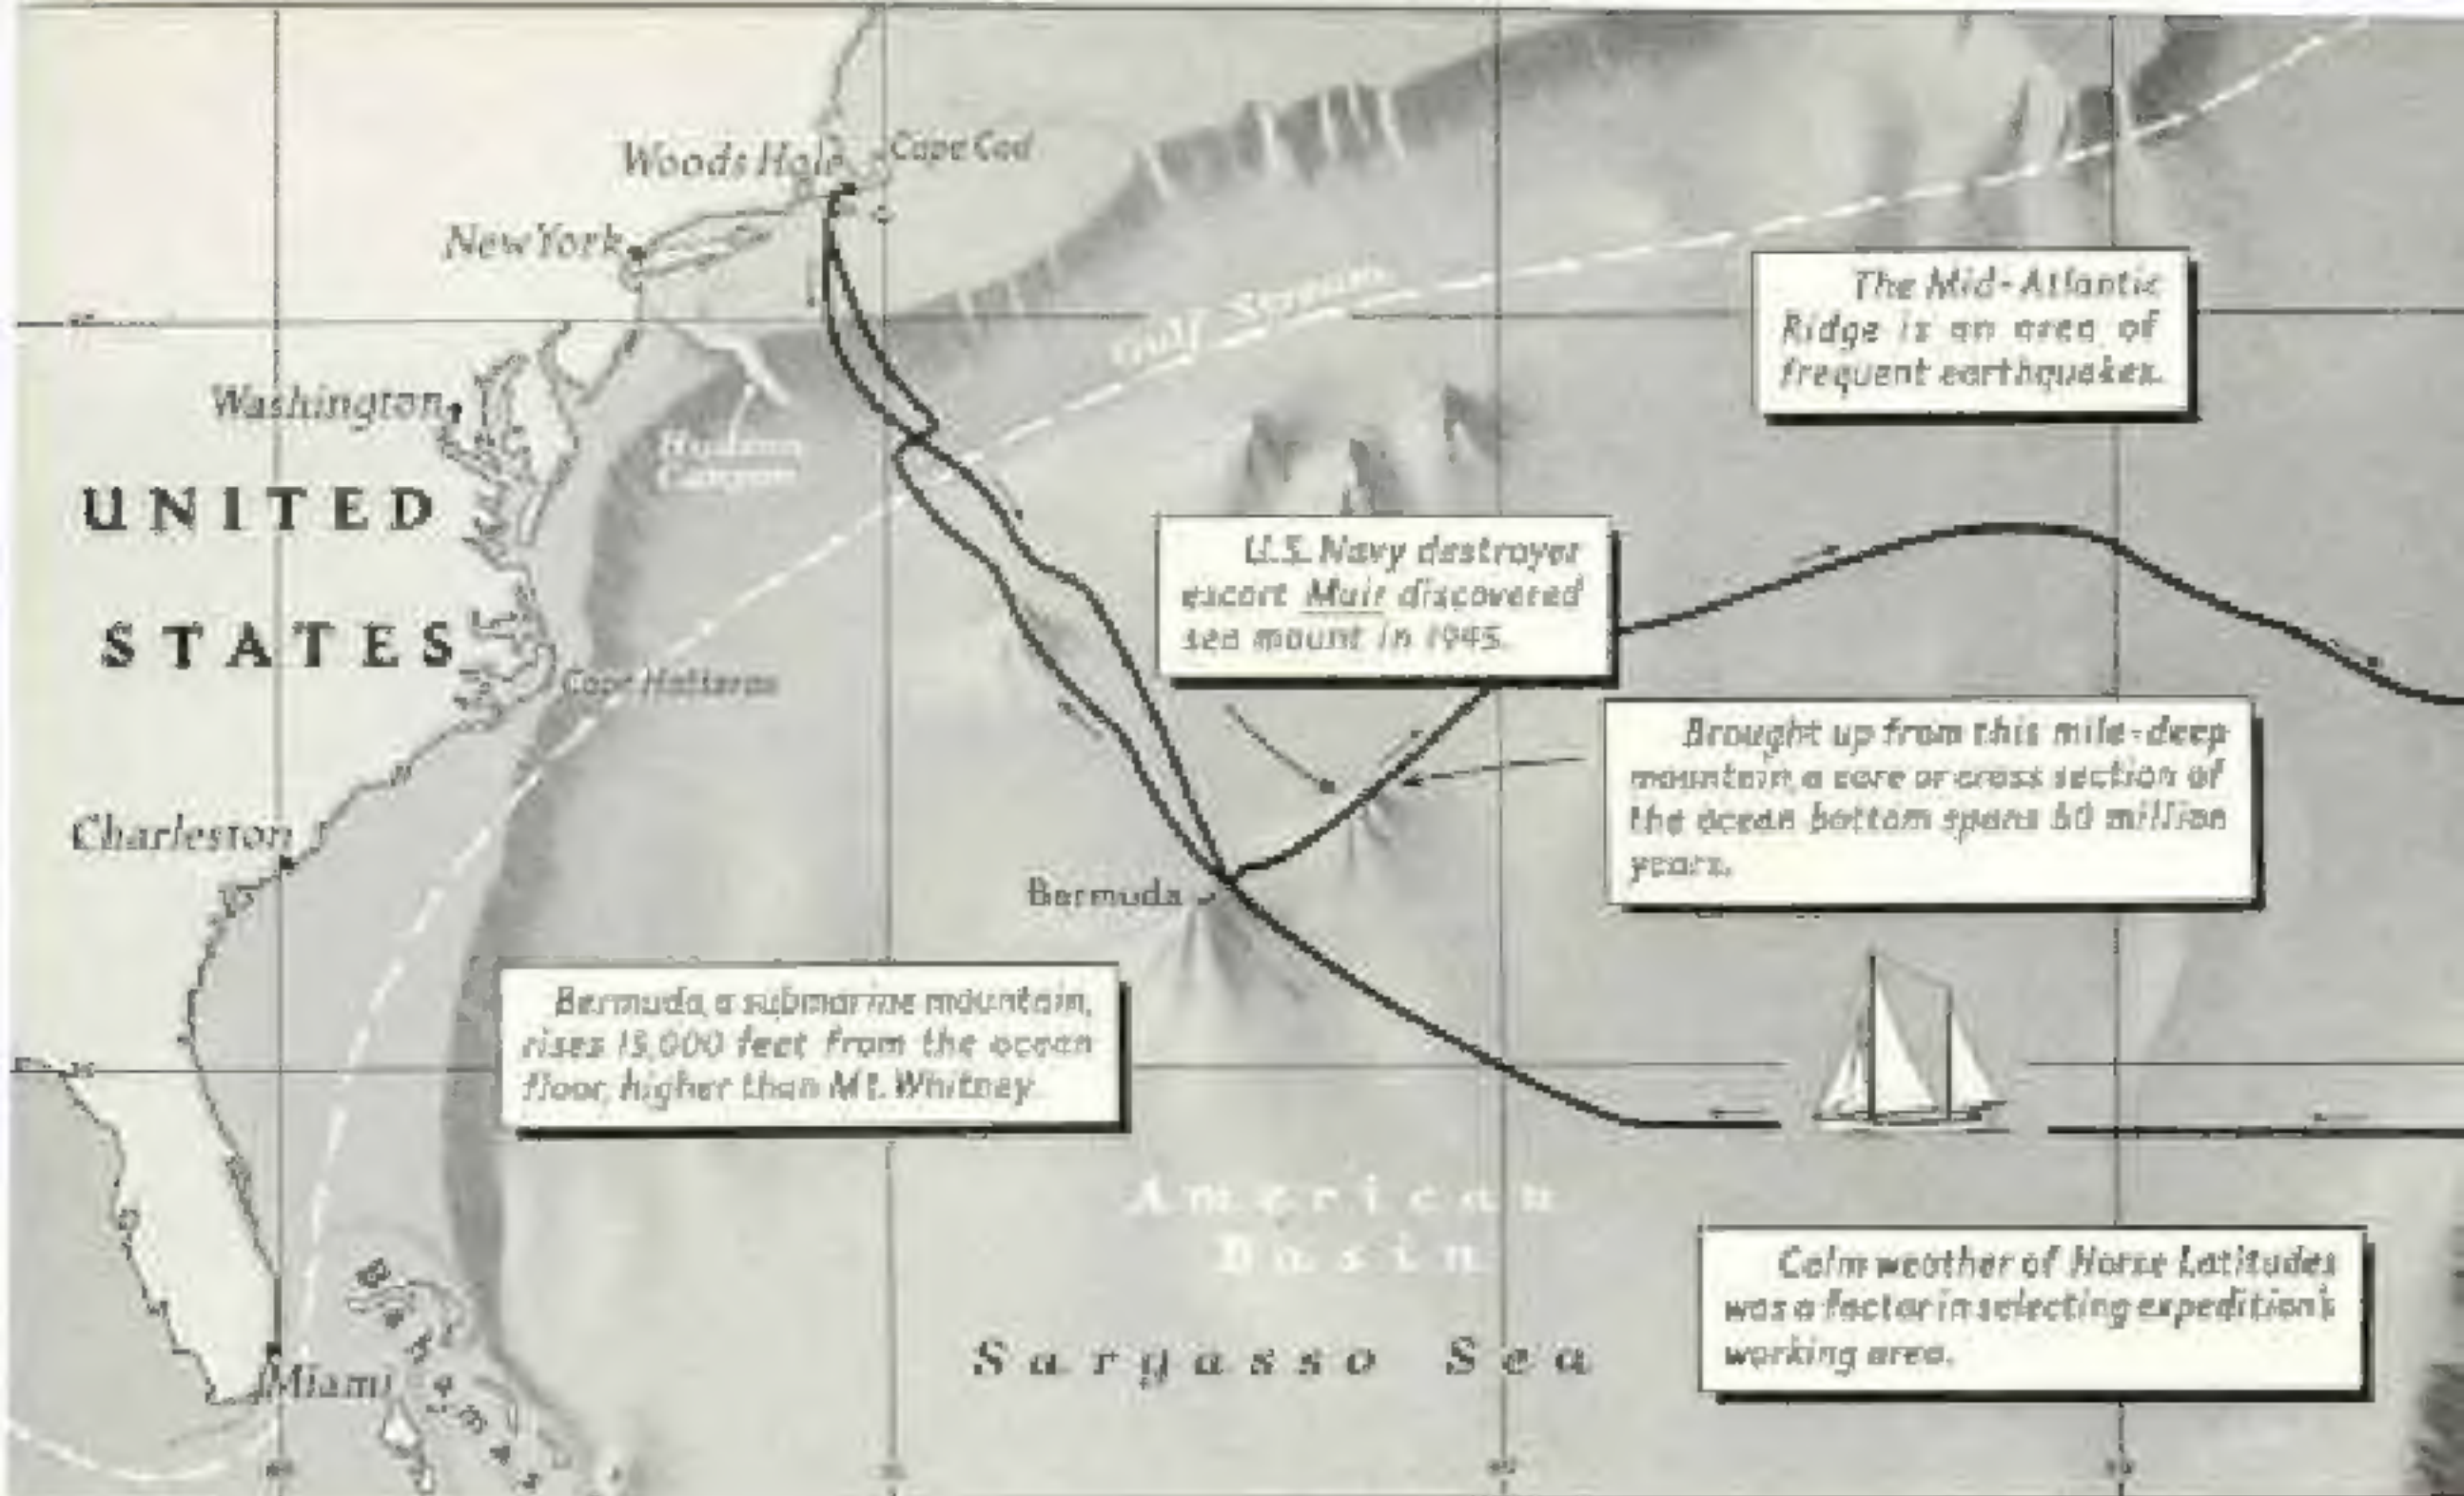 Woods Hole
Cape Cod
New York
Gulf Stream
The Mid-Atlantic
Ridge is an area of
frequent earthquakes.
Washington
Hudson
Canyon
UNITED
STATES
U.S. Navy destroyer
escort Muir discovered
sea mount in 1945.
Cape Hatteras
Brought up from this mile-deep
mountain, a core or cross section of
the ocean bottom spans 60 million
years.
Charleston
Bermuda
Bermuda, a submarine mountain,
rises 15,000 feet from the ocean
floor, higher than Mt. Whitney.
American
Basin
Calm weather of Horse Latitudes
was a factor in selecting expedition's
working area.
Sargasso Sea
Miami
Bahamas